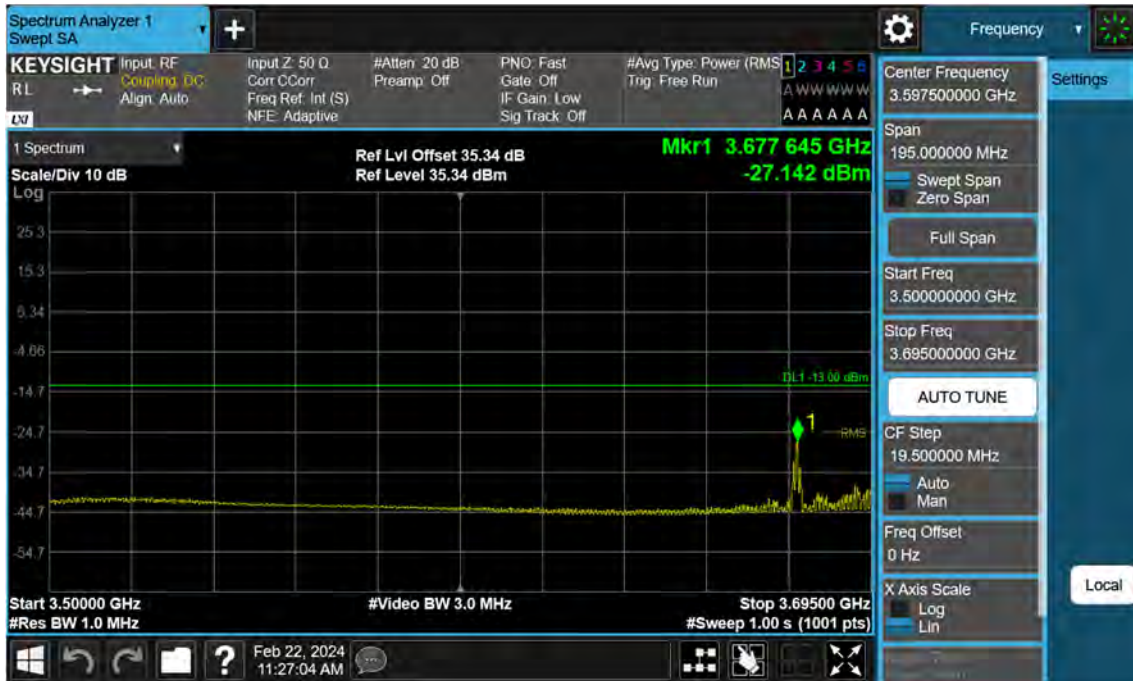 Spectrum Analyzer 1
Swept SA
Frequency
KEYSIGHT
RL
LXI
Input: RF
Coupling: DC
Align: Auto
Input Z: 50 Ω
Corr CCorr
Freq Ref: Int (S)
NFE: Adaptive
#Atten: 20 dB
Preamp: Off
PNO: Fast
Gate: Off
IF Gain: Low
Sig Track: Off
#Avg Type: Power (RMS
Trig: Free Run
1 2 3 4 5 6
A W W W W W
A A A A A A
1 Spectrum
Scale/Div 10 dB
Ref Lvl Offset 35.34 dB
Ref Level 35.34 dBm
Mkr1 3.677 645 GHz
-27.142 dBm
Log
25.3
15.3
5.34
-4.66
DL1 -13.00 dBm
-14.7
1
-24.7
RMS
-34.7
-44.7
-54.7
Start 3.50000 GHz
#Video BW 3.0 MHz
Stop 3.69500 GHz
#Res BW 1.0 MHz
#Sweep 1.00 s (1001 pts)
Center Frequency
3.597500000 GHz
Settings
Span
195.000000 MHz
Swept Span
Zero Span
Full Span
Start Freq
3.500000000 GHz
Stop Freq
3.695000000 GHz
AUTO TUNE
CF Step
19.500000 MHz
Auto
Man
Freq Offset
0 Hz
X Axis Scale
Log
Lin
Local
?
Feb 22, 2024
11:27:04 AM